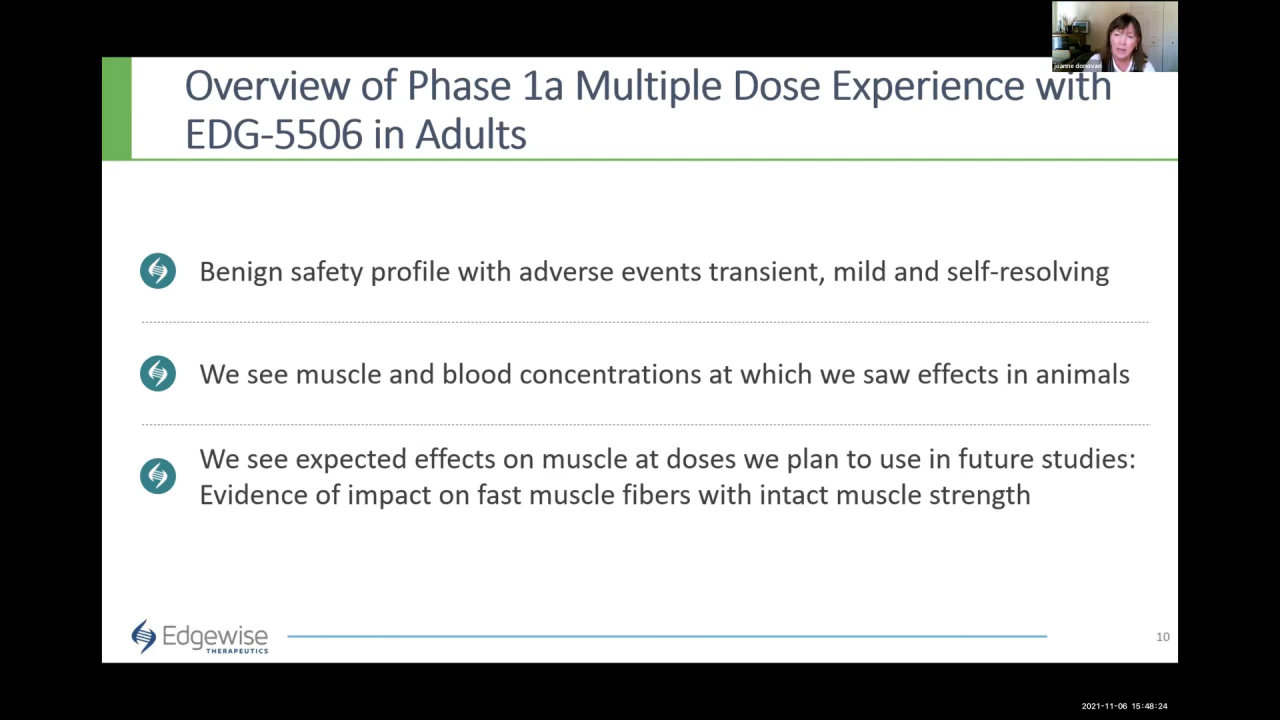 joanne donovan
Overview of Phase 1a Multiple Dose Experience with
EDG-5506 in Adults
Benign safety profile with adverse events transient, mild and self-resolving
We see muscle and blood concentrations at which we saw effects in animals
We see expected effects on muscle at doses we plan to use in future studies:
Evidence of impact on fast muscle fibers with intact muscle strength
Edgewise
THERAPEUTICS
10
2021-11-06 15:48:24